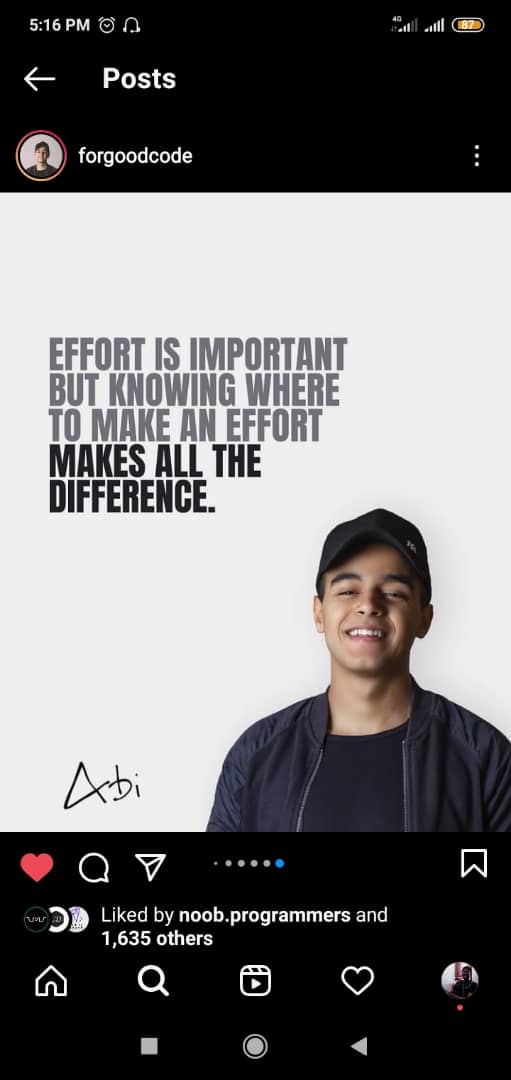 5:16 PM
4G
87
Posts
forgoodcode
EFFORT IS IMPORTANT
BUT KNOWING WHERE
TO MAKE AN EFFORT
MAKES ALL THE
DIFFERENCE.
Abi
Liked by noob.programmers and
1,635 others